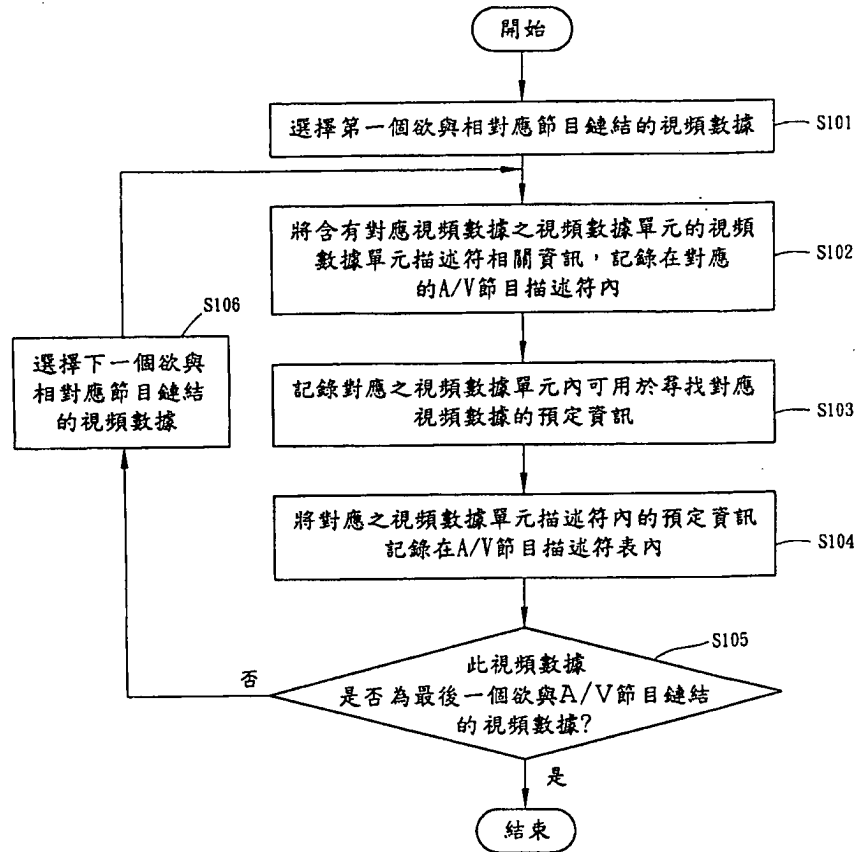 開始
選擇第一個欲與相對應節目鏈結的視頻數據
S101
將含有對應視頻數據之視頻數據單元的視頻
數據單元描述符相關資訊，記錄在對應
的A/V節目描述符內
S102
S106
選擇下一個欲與
相對應節目鏈結
的視頻數據
記錄對應之視頻數據單元內可用於尋找對應
視頻數據的預定資訊
S103
將對應之視頻數據單元描述符內的預定資訊
記錄在A/V節目描述符表內
S104
S105
此視頻數據
是否為最後一個欲與A/V節目鏈結
的視頻數據?
否
是
結束